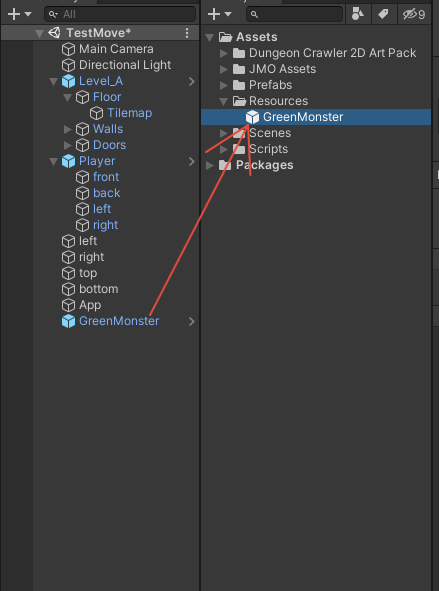 All
9
TestMove*
Main Camera
Directional Light
Level_A
Floor
Tilemap
Walls
Doors
Player
front
back
left
right
left
right
top
bottom
App
GreenMonster
Assets
Dungeon Crawler 2D Art Pack
JMO Assets
Prefabs
Resources
GreenMonster
Scenes
Scripts
Packages